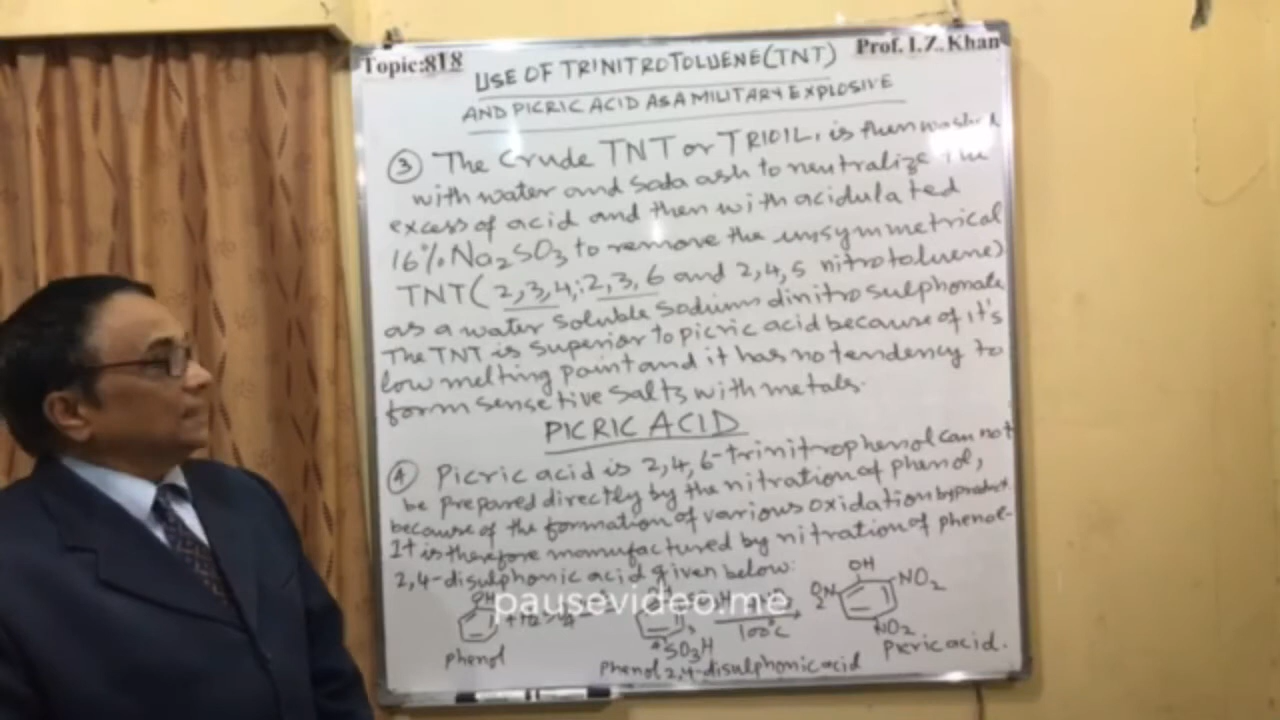 Topic:818
Prof. I.Z. Khan
USE OF TRINITROTOLUENE(TNT)
AND PICRIC ACID AS A MILITARY EXPLOSIVE
③ The Crude TNT or TRIOIL, is then washed
with water and Soda ash to neutralize the
excess of acid and then with acidulated
16% Na₂SO₃ to remove the unsymmetrical
TNT (2,3,4,; 2,3,6 and 2,4,5 nitrotoluene)
as a water soluble Sodium dinitrosulphonate
The TNT is superior to picric acid because of it's
low melting point and it has no tendency to
form sensetive salts with metals.
PICRIC ACID
④ Picric acid is 2,4,6-trinitrophenol can not
be prepared directly by the nitration of phenol,
because of the formation of various oxidation byproduct
It is therefore manufactured by nitration of phenol-
2,4-disulphonic acid given below:
OH
OH
NO₂
O₂N
100°C
SO₃H
NO₂
phenol
Phenol 2,4-disulphonic acid
picric acid.
pausevideo.me